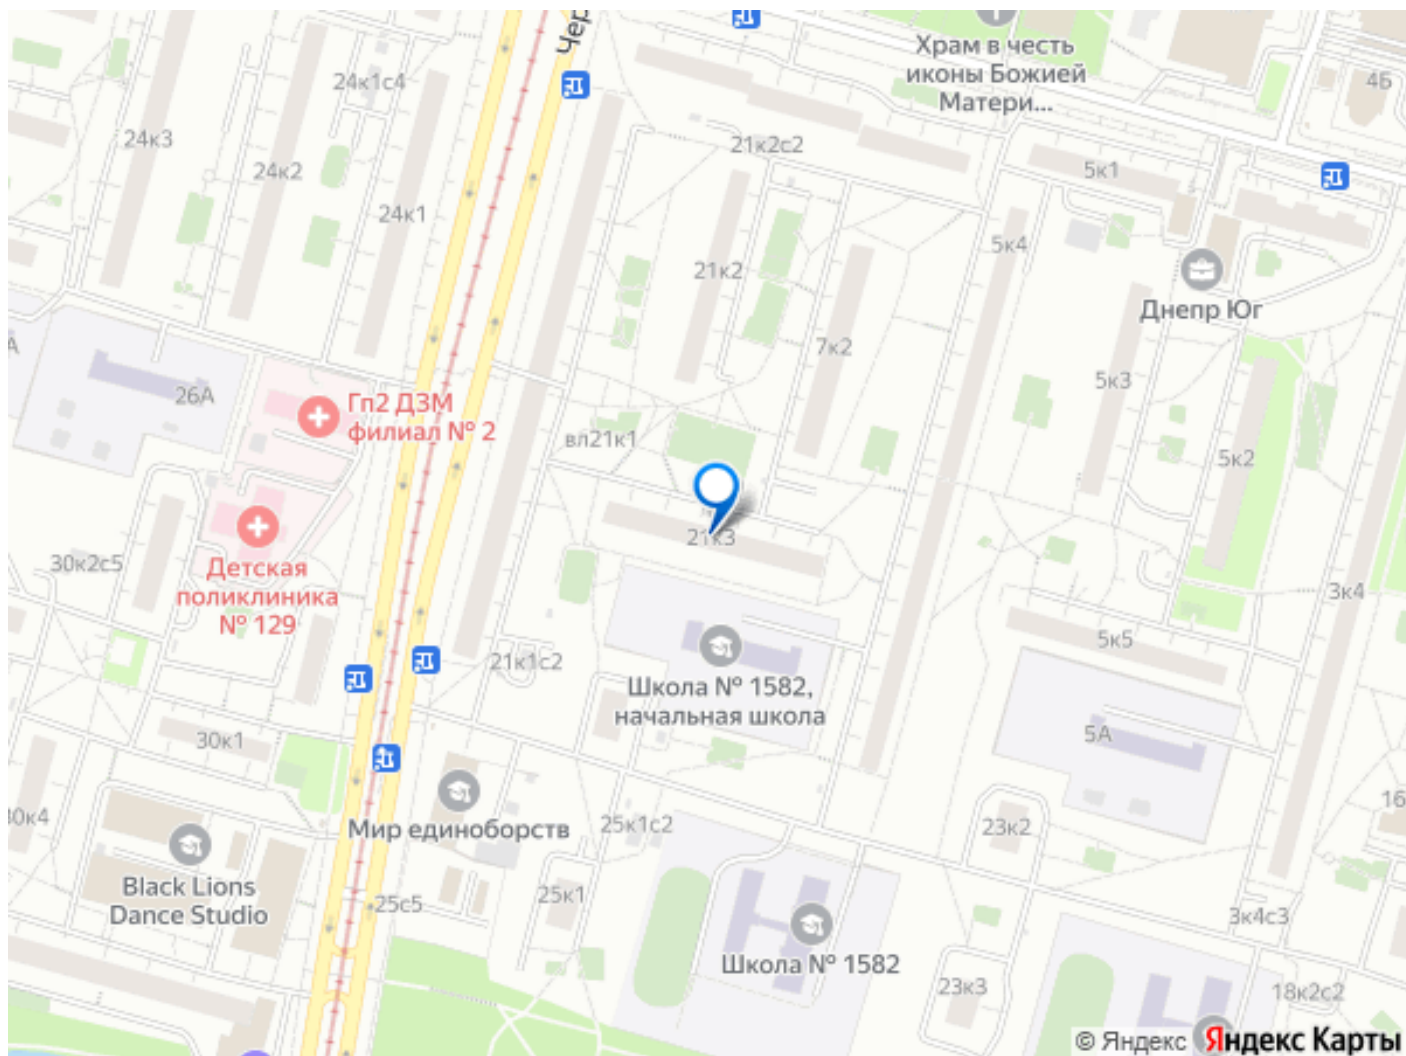 Чер
Храм в честь
иконы Божией
Матери...
4Б
24к1с4
24к3
24к2
21к2с2
5к1
24к1
5к4
21к2
Днепр Юг
7к2
5к3
26А
Гп2 ДЗМ
филиал № 2
вл21к1
5к2
21к3
30к2с5
Детская
поликлиника
№ 129
3к4
5к5
21к1с2
Школа № 1582,
начальная школа
30к1
5А
16
30к4
Мир единоборств
25к1с2
23к2
Black Lions
Dance Studio
25с5
25к1
3к4с3
Школа № 1582
23к3
18к2с2
© Яндекс Яндекс Карты